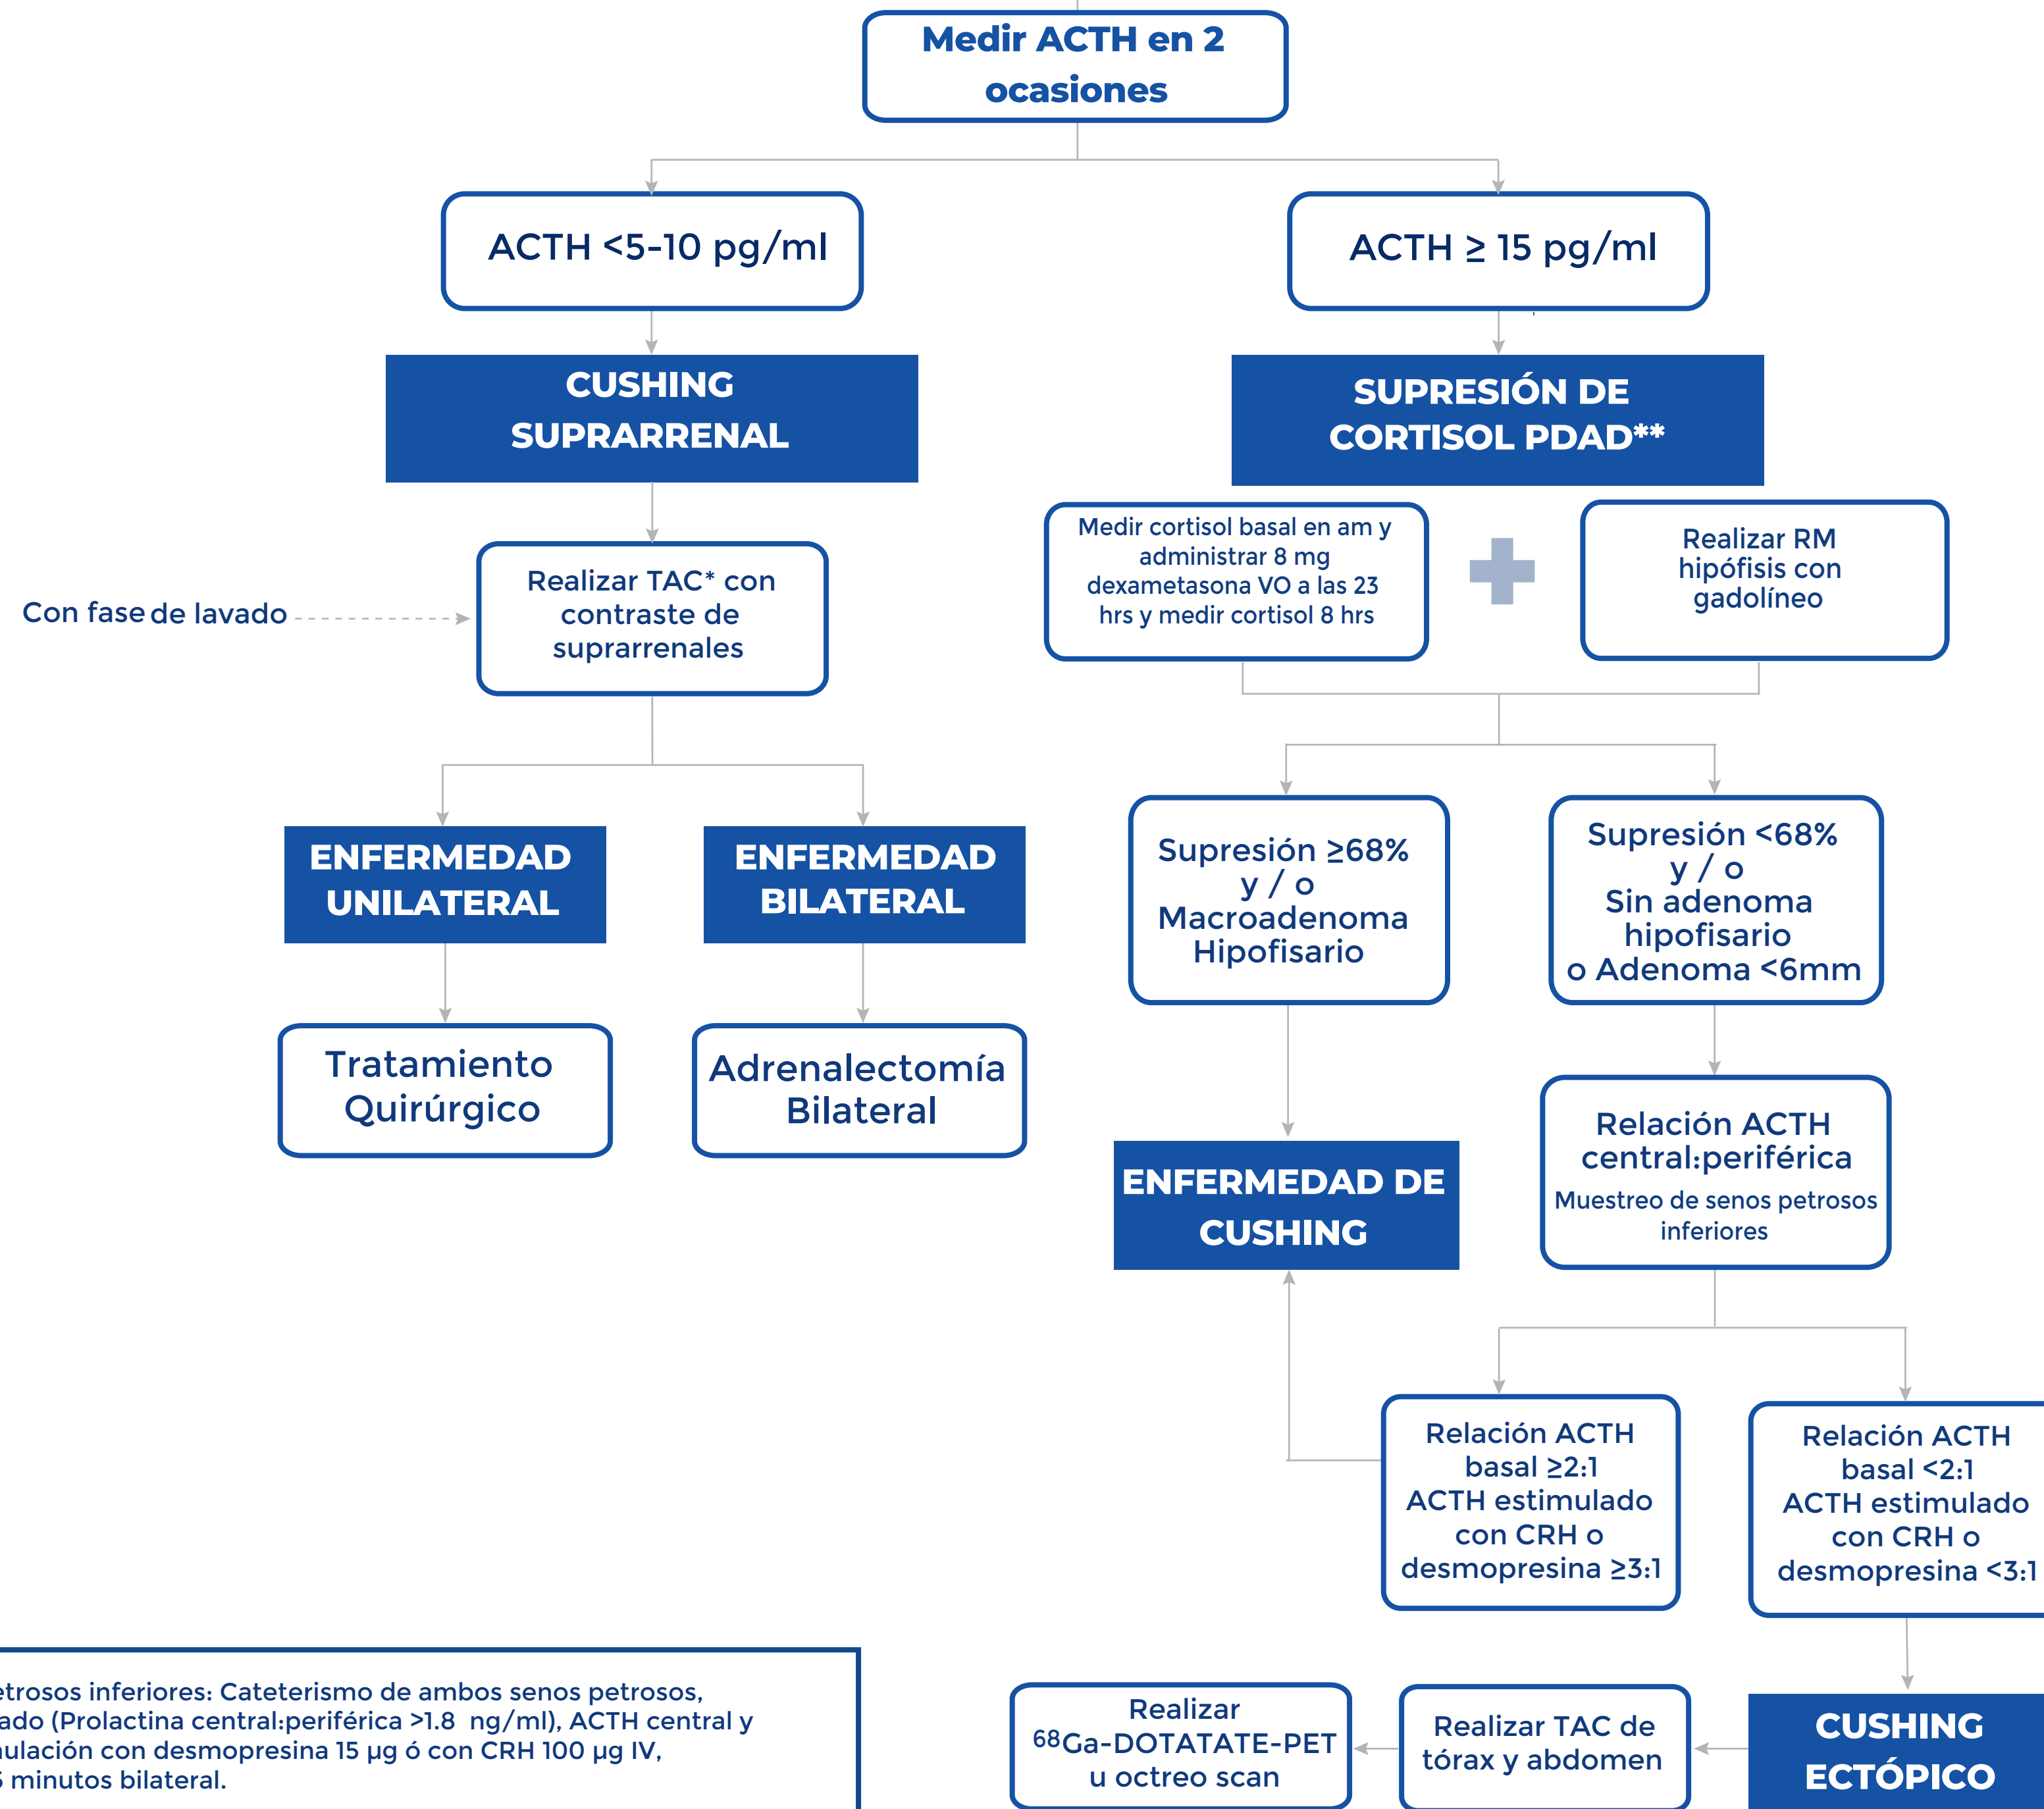 Medir ACTH en 2
ocasiones
ACTH <5-10 pg/ml
ACTH ≥ 15 pg/ml
CUSHING
SUPRARRENAL
SUPRESIÓN DE
CORTISOL PDAD**
Medir cortisol basal en am y
administrar 8 mg
dexametasona VO a las 23
hrs y medir cortisol 8 hrs
Realizar RM
hipófisis con
gadolíneo
Con fase de lavado
Realizar TAC* con
contraste de
suprarrenales
ENFERMEDAD
UNILATERAL
ENFERMEDAD
BILATERAL
Supresión ≥68%
y / o
Macroadenoma
Hipofisario
Supresión <68%
y / o
Sin adenoma
hipofisario
o Adenoma <6mm
Tratamiento
Quirúrgico
Adrenalectomía
Bilateral
ENFERMEDAD DE
CUSHING
Relación ACTH
central:periférica
Muestreo de senos petrosos
inferiores
Relación ACTH
basal ≥2:1
ACTH estimulado
con CRH o
desmopresina ≥3:1
Relación ACTH
basal <2:1
ACTH estimulado
con CRH o
desmopresina <3:1
inferiores: Cateterismo de ambos senos petrosos,
(Prolactina central:periférica >1.8 ng/ml), ACTH central y
con desmopresina 15 µg ó con CRH 100 µg IV,
minutos bilateral.
Realizar
⁶⁸Ga-DOTATATE-PET
u octreo scan
Realizar TAC de
tórax y abdomen
CUSHING
ECTÓPICO